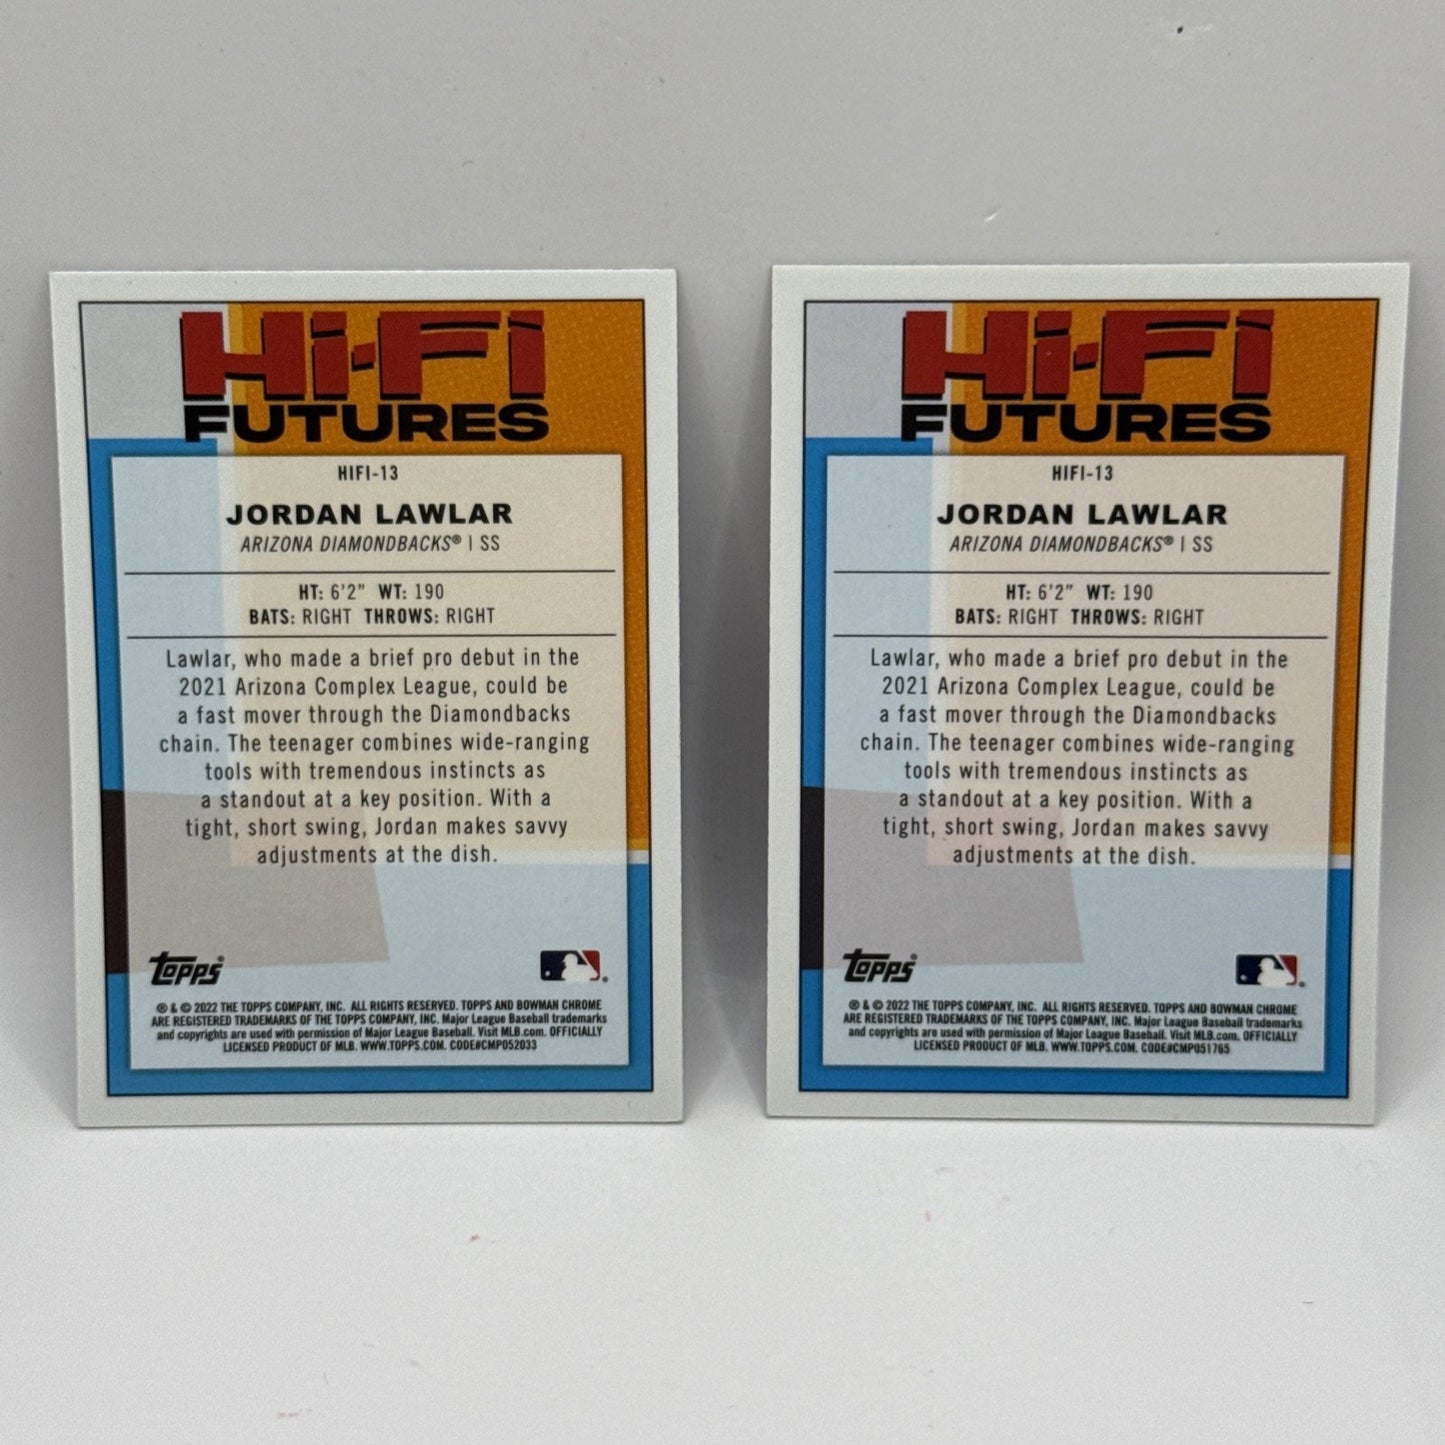 Hi-Fi
FUTURES
HIFI-13
JORDAN LAWLAR
ARIZONA DIAMONDBACKS® | SS
HT: 6'2" WT: 190
BATS: RIGHT THROWS: RIGHT
Lawlar, who made a brief pro debut in the
2021 Arizona Complex League, could be
a fast mover through the Diamondbacks
chain. The teenager combines wide-ranging
tools with tremendous instincts as
a standout at a key position. With a
tight, short swing, Jordan makes savvy
adjustments at the dish.
topps®
® & © 2022 THE TOPPS COMPANY, INC. ALL RIGHTS RESERVED. TOPPS AND BOWMAN CHROME
ARE REGISTERED TRADEMARKS OF THE TOPPS COMPANY, INC. Major League Baseball trademarks
and copyrights are used with permission of Major League Baseball. Visit MLB.com. OFFICIALLY
LICENSED PRODUCT OF MLB. WWW.TOPPS.COM. CODE#CMP052033
Hi-Fi
FUTURES
HIFI-13
JORDAN LAWLAR
ARIZONA DIAMONDBACKS® | SS
HT: 6'2" WT: 190
BATS: RIGHT THROWS: RIGHT
Lawlar, who made a brief pro debut in the
2021 Arizona Complex League, could be
a fast mover through the Diamondbacks
chain. The teenager combines wide-ranging
tools with tremendous instincts as
a standout at a key position. With a
tight, short swing, Jordan makes savvy
adjustments at the dish.
topps®
® & © 2022 THE TOPPS COMPANY, INC. ALL RIGHTS RESERVED. TOPPS AND BOWMAN CHROME
ARE REGISTERED TRADEMARKS OF THE TOPPS COMPANY, INC. Major League Baseball trademarks
and copyrights are used with permission of Major League Baseball. Visit MLB.com. OFFICIALLY
LICENSED PRODUCT OF MLB. WWW.TOPPS.COM. CODE#CMP051765